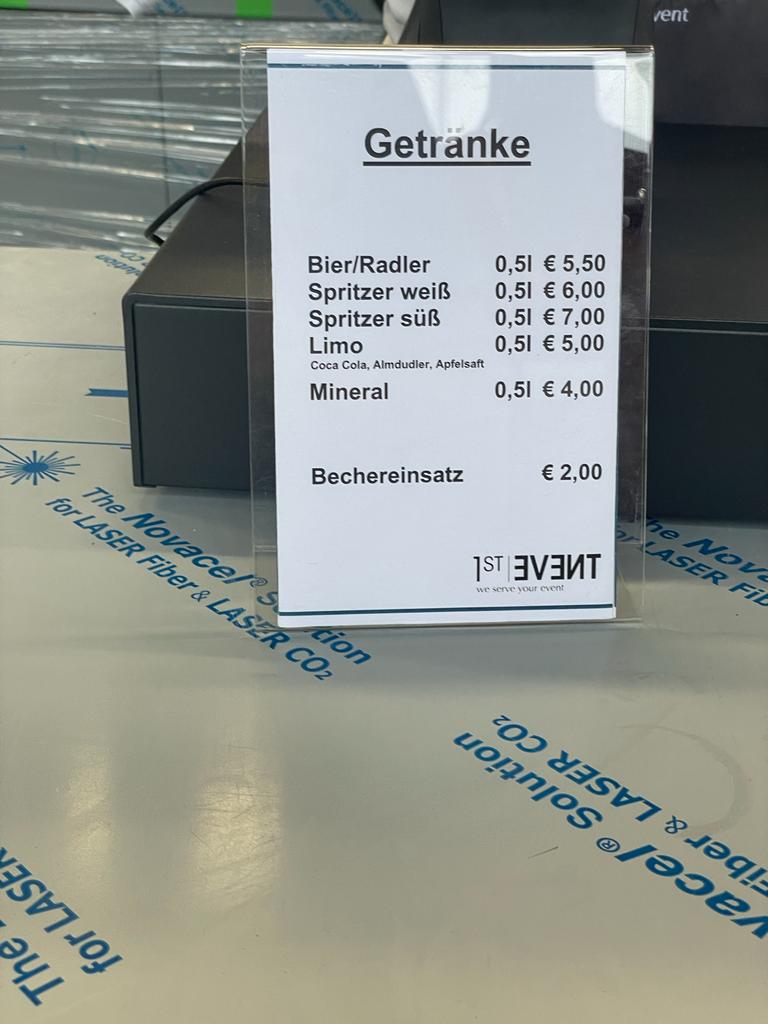 vent
Getränke
Bier/Radler 0,5l € 5,50
Spritzer weiß 0,5l € 6,00
Spritzer süß 0,5l € 7,00
Limo 0,5l € 5,00
Coca Cola, Almdudler, Apfelsaft
Mineral 0,5l € 4,00
Bechereinsatz € 2,00
1ST | EVENT
we serve your event
The Novacel® Solution
for LASER Fiber & LASER CO₂
The Novacel
LASER Fib
vacel® Solution
Fiber & LASER CO₂
The
for LASER